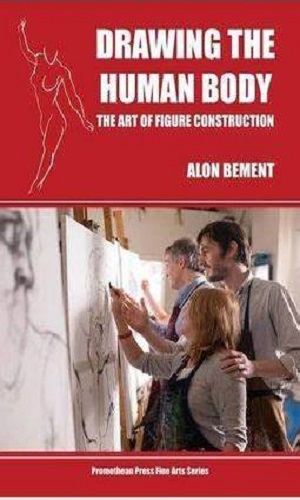 DRAWING THE
HUMAN BODY
THE ART OF FIGURE CONSTRUCTION
ALON BEMENT
Promethean Press Fine Arts Series